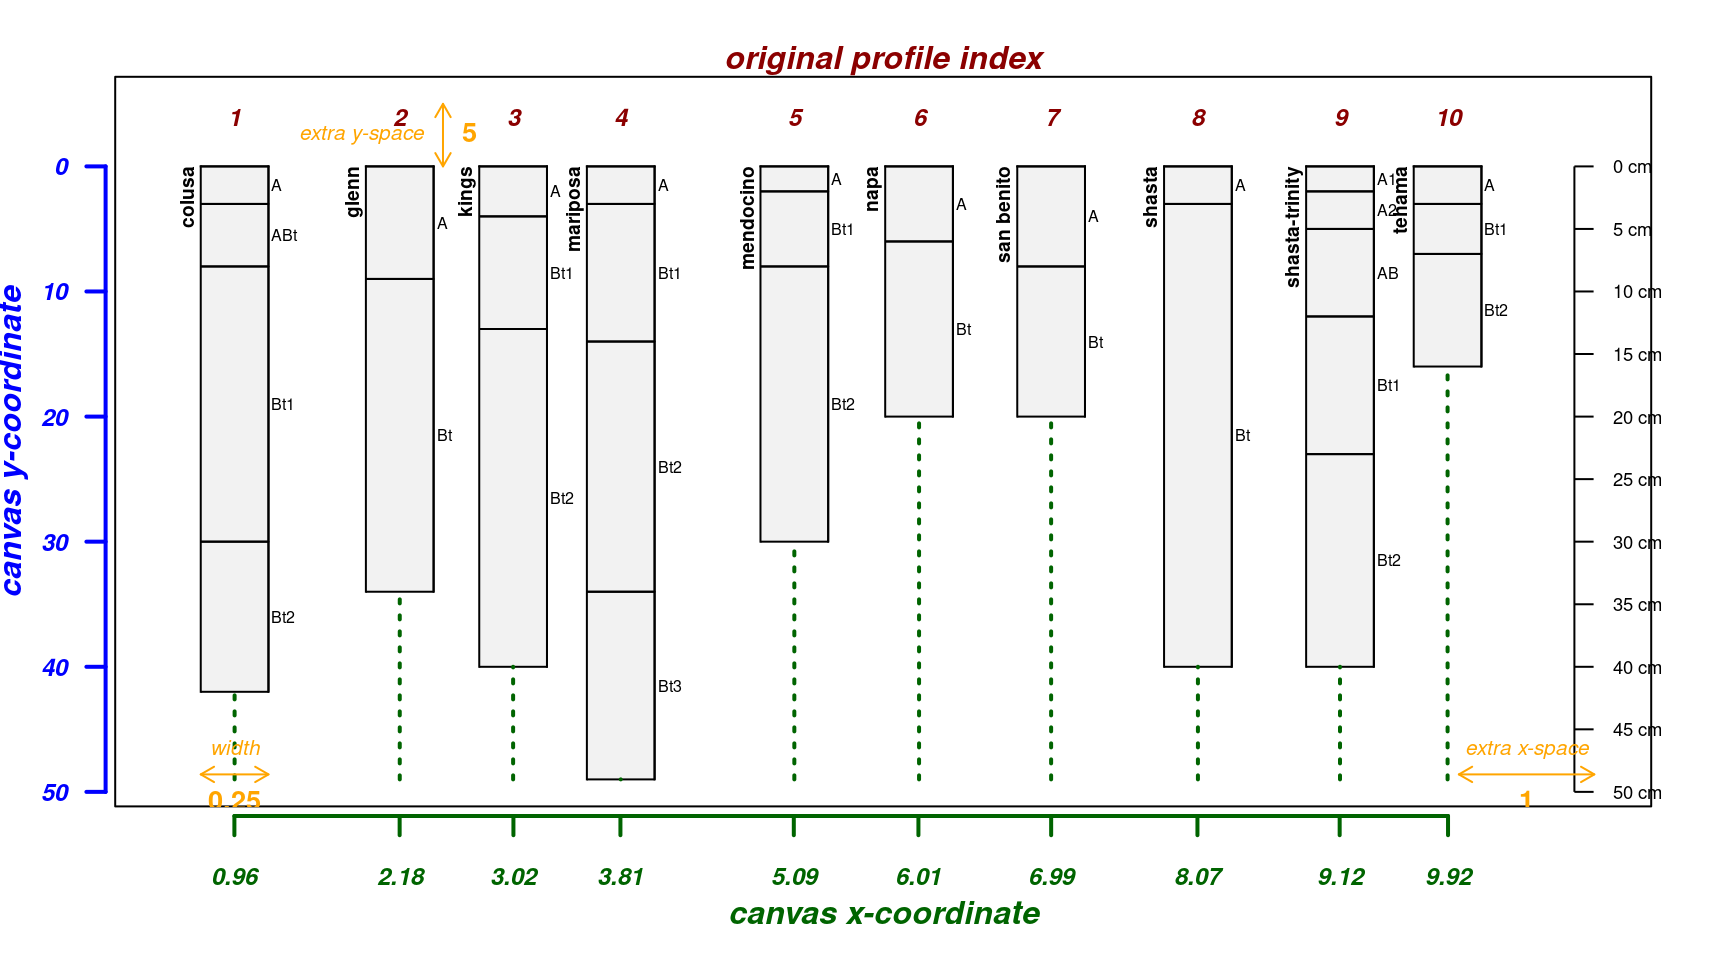 original profile index
1 2 3 4 5 6 7 8 9 10
extra y-space 5
canvas y-coordinate
0
10
20
30
40
50
colusa
A
ABt
Bt1
Bt2
glenn
A
Bt
kings
A
Bt1
Bt2
mariposa
A
Bt1
Bt2
Bt3
mendocino
A
Bt1
Bt2
napa
A
Bt
san benito
A
Bt
shasta
A
Bt
shasta-trinity
A1
A2
AB
Bt1
Bt2
tehama
A
Bt1
Bt2
0 cm
5 cm
10 cm
15 cm
20 cm
25 cm
30 cm
35 cm
40 cm
45 cm
50 cm
width
0.25
extra x-space
1
0.96 2.18 3.02 3.81 5.09 6.01 6.99 8.07 9.12 9.92
canvas x-coordinate